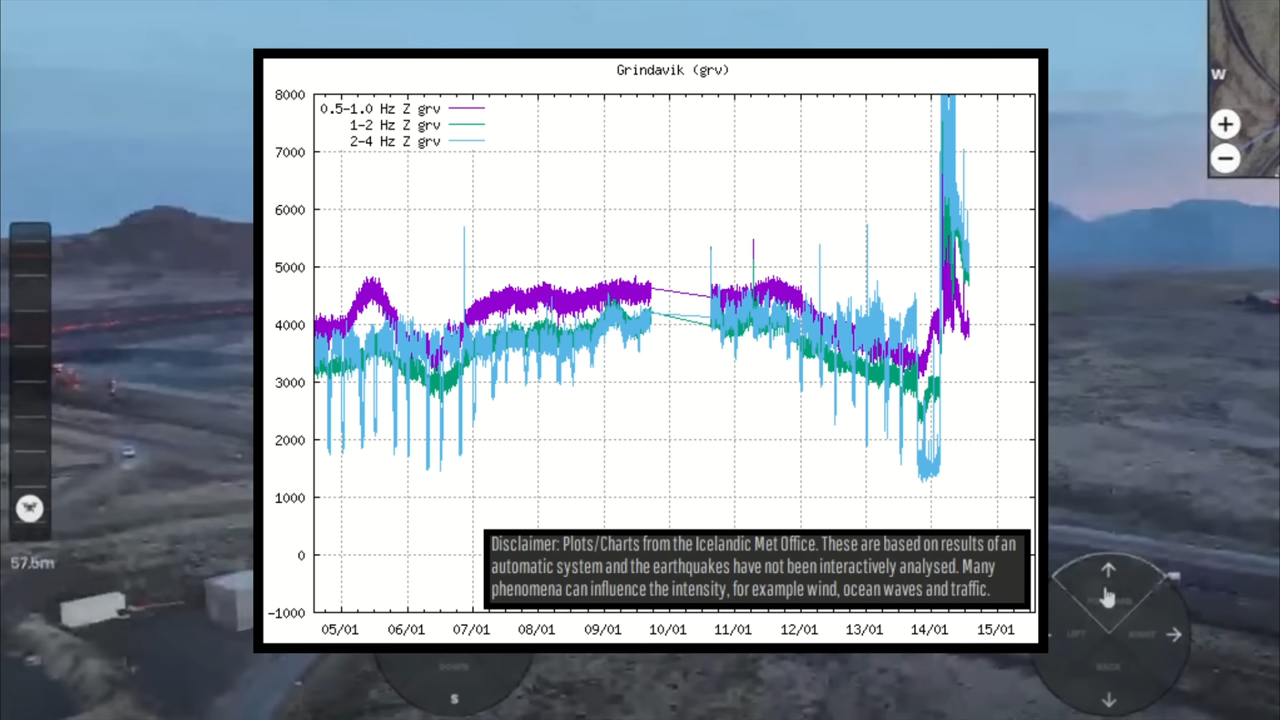 Grindavik (grv)
8000
0.5-1.0 Hz Z grv
1-2 Hz Z grv
2-4 Hz Z grv
7000
6000
5000
4000
3000
2000
1000
0
-1000
05/01 06/01 07/01 08/01 09/01 10/01 11/01 12/01 13/01 14/01 15/01
Disclaimer: Plots/Charts from the Icelandic Met Office. These are based on results of an
automatic system and the earthquakes have not been interactively analysed. Many
phenomena can influence the intensity, for example wind, ocean waves and traffic.
W
+
−
57.5m
DOWN
S
LEFT
RIGHT
BACK